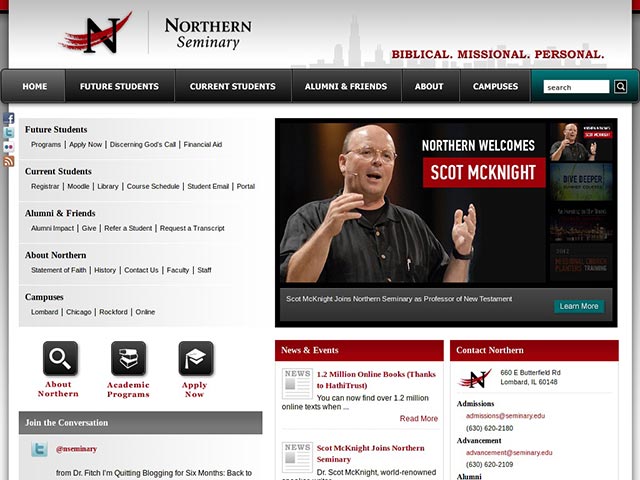 NORTHERN
Seminary
BIBLICAL. MISSIONAL. PERSONAL.
HOME FUTURE STUDENTS CURRENT STUDENTS ALUMNI & FRIENDS ABOUT CAMPUSES search
Future Students
Programs | Apply Now | Discerning God's Call | Financial Aid
Current Students
Registrar | Moodle | Library | Course Schedule | Student Email | Portal
Alumni & Friends
Alumni Impact | Give | Refer a Student | Request a Transcript
About Northern
Statement of Faith | History | Contact Us | Faculty | Staff
Campuses
Lombard | Chicago | Rockford | Online
NORTHERN WELCOMES
SCOT MCKNIGHT
DIVE DEEPER
SUMMER COURSES
2012
MISSIONAL CHURCH
PLANTERS TRAINING
Scot McKnight Joins Northern Seminary as Professor of New Testament
Learn More
About
Northern
Academic
Programs
Apply
Now
Join the Conversation
@nseminary
from Dr. Fitch I'm Quitting Blogging for Six Months: Back to
News & Events
NEWS
1.2 Million Online Books (Thanks
to HathiTrust)
You can now find over 1.2 million
online texts when ...
Read More
NEWS
Scot McKnight Joins Northern
Seminary
Dr. Scot McKnight, world-renowned
Contact Northern
660 E Butterfield Rd
Lombard, IL 60148
Admissions
admissions@seminary.edu
(630) 620-2180
Advancement
advancement@seminary.edu
(630) 620-2109
Alumni